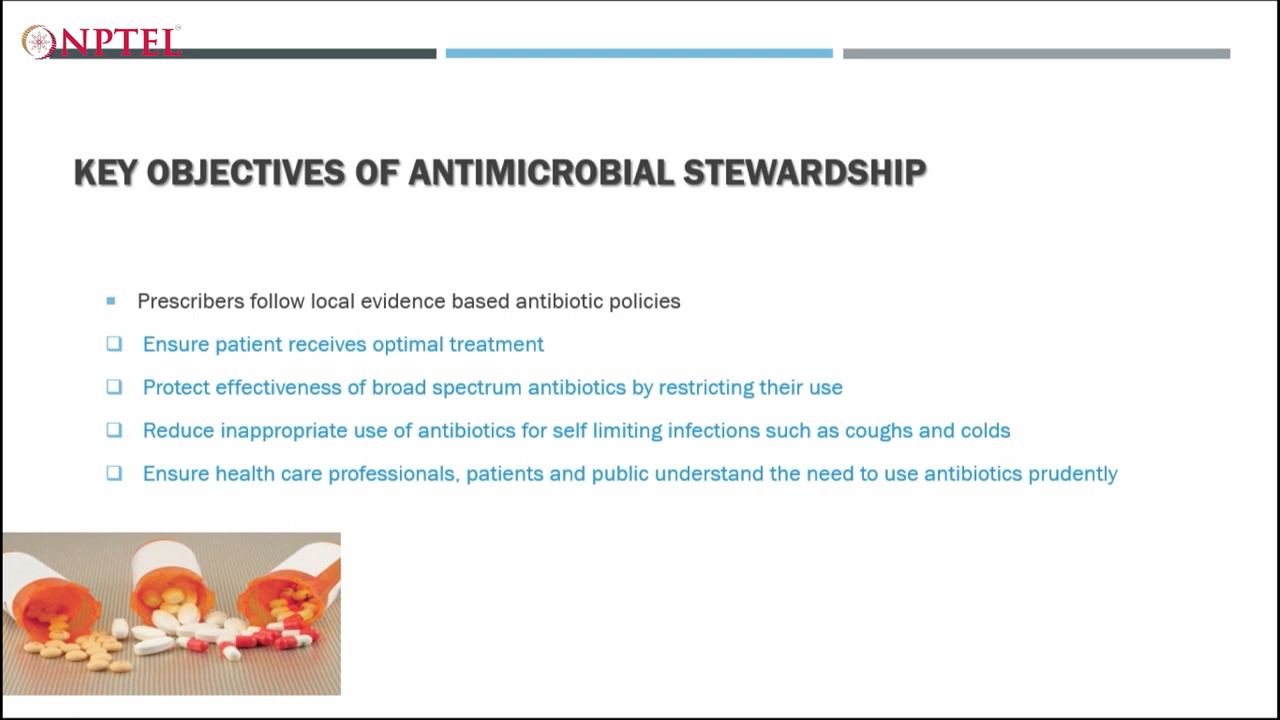 NPTEL
KEY OBJECTIVES OF ANTIMICROBIAL STEWARDSHIP
Prescribers follow local evidence based antibiotic policies
Ensure patient receives optimal treatment
Protect effectiveness of broad spectrum antibiotics by restricting their use
Reduce inappropriate use of antibiotics for self limiting infections such as coughs and colds
Ensure health care professionals, patients and public understand the need to use antibiotics prudently